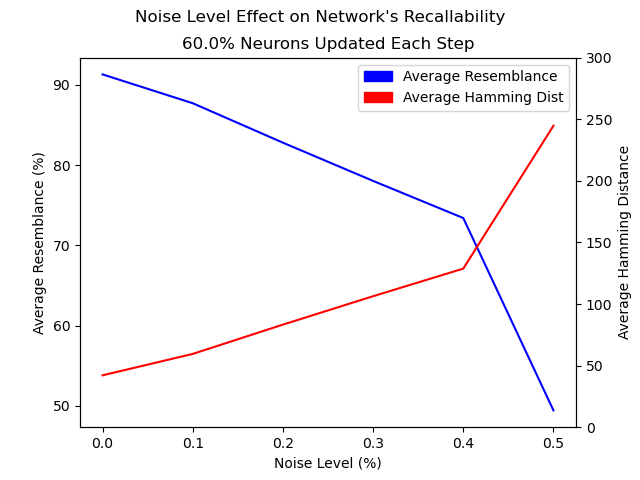 Noise Level Effect on Network's Recallability
60.0% Neurons Updated Each Step
Average Resemblance
Average Hamming Dist
Average Resemblance (%)
90
80
70
60
50
300
250
200
150
100
50
0
Average Hamming Distance
0.0 0.1 0.2 0.3 0.4 0.5
Noise Level (%)